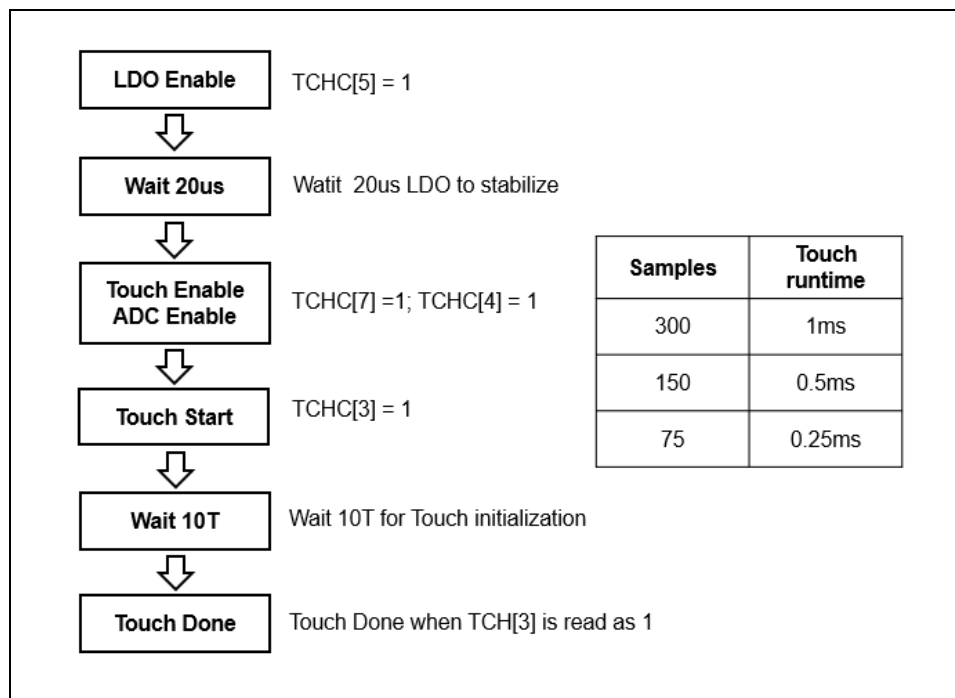 LDO Enable
TCHC[5] = 1
Wait 20us
Watit  20us LDO to stabilize
Touch Enable
ADC Enable
TCHC[7] =1; TCHC[4] = 1
Touch Start
TCHC[3] = 1
Wait 10T
Wait 10T for Touch initialization
Touch Done
Touch Done when TCH[3] is read as 1
Samples
Touch
runtime
300
1ms
150
0.5ms
75
0.25ms